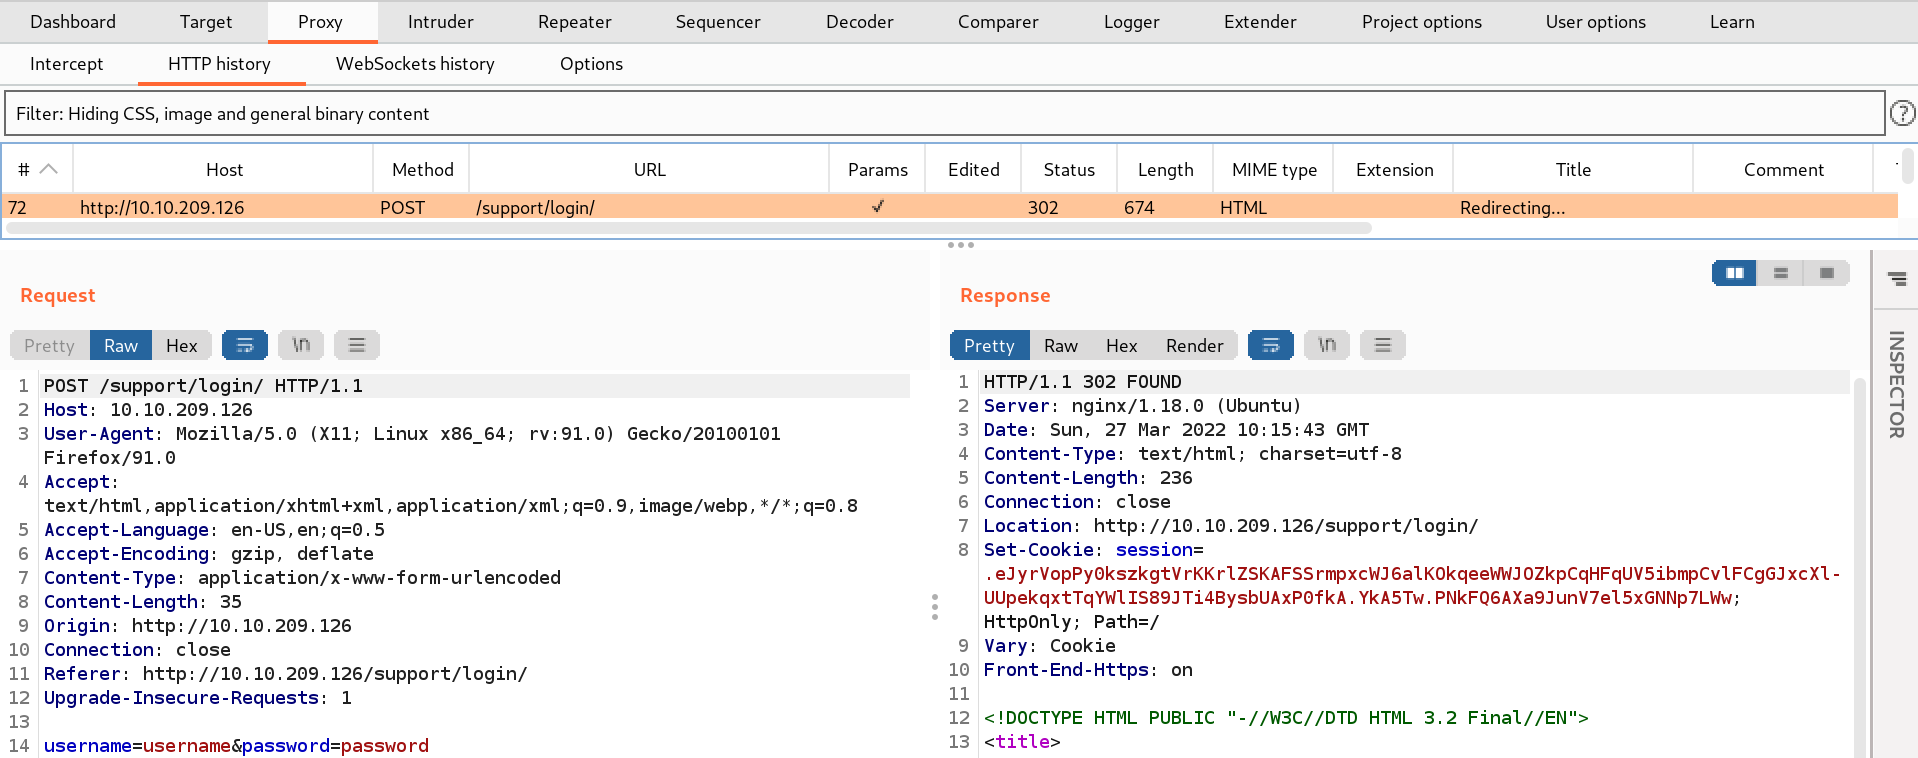 Dashboard Target Proxy Intruder Repeater Sequencer Decoder Comparer Logger Extender Project options User options Learn
Intercept HTTP history WebSockets history Options
Filter: Hiding CSS, image and general binary content ?
# Host Method URL Params Edited Status Length MIME type Extension Title Comment
72 http://10.10.209.126 POST /support/login/ ✓ 302 674 HTML Redirecting...
Request
Pretty Raw Hex \n
1 POST /support/login/ HTTP/1.1
2 Host: 10.10.209.126
3 User-Agent: Mozilla/5.0 (X11; Linux x86_64; rv:91.0) Gecko/20100101
Firefox/91.0
4 Accept:
text/html,application/xhtml+xml,application/xml;q=0.9,image/webp,*/*;q=0.8
5 Accept-Language: en-US,en;q=0.5
6 Accept-Encoding: gzip, deflate
7 Content-Type: application/x-www-form-urlencoded
8 Content-Length: 35
9 Origin: http://10.10.209.126
10 Connection: close
11 Referer: http://10.10.209.126/support/login/
12 Upgrade-Insecure-Requests: 1
13
14 username=username&password=password
Response
Pretty Raw Hex Render \n
1 HTTP/1.1 302 FOUND
2 Server: nginx/1.18.0 (Ubuntu)
3 Date: Sun, 27 Mar 2022 10:15:43 GMT
4 Content-Type: text/html; charset=utf-8
5 Content-Length: 236
6 Connection: close
7 Location: http://10.10.209.126/support/login/
8 Set-Cookie: session=
.eJyrVopPy0kszkgtVrKKrlZSKAFSSrmpxcWJ6alKOkqeeWWJOZkpCqHFqUV5ibmpCvlFCgGJxcXl-
UUpekqxtTqYWlIS89JTi4BysbUAxP0fkA.YkA5Tw.PNkFQ6AXa9JunV7el5xGNNp7LWw;
HttpOnly; Path=/
9 Vary: Cookie
10 Front-End-Https: on
11
12 <!DOCTYPE HTML PUBLIC "-//W3C//DTD HTML 3.2 Final//EN">
13 <title>
INSPECTOR